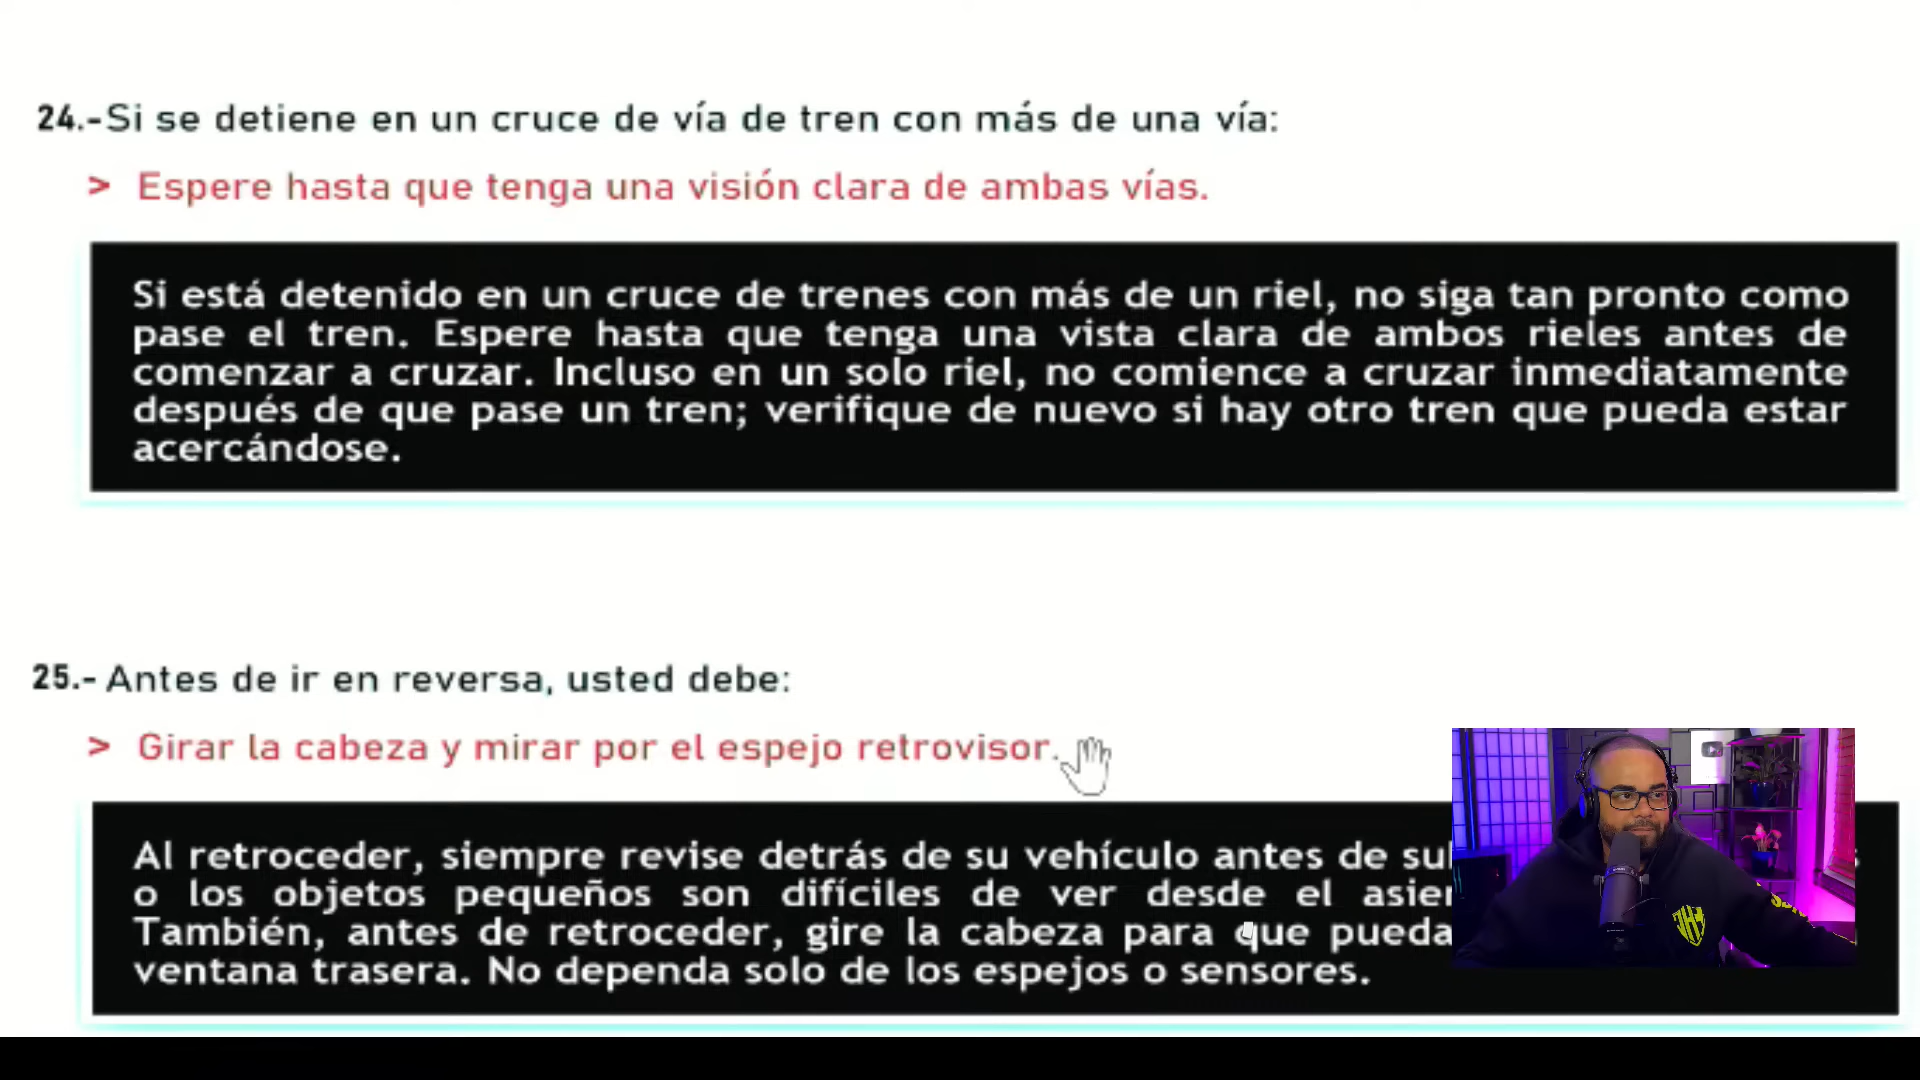 24.-Si se detiene en un cruce de vía de tren con más de una vía:
> Espere hasta que tenga una visión clara de ambas vías.
Si está detenido en un cruce de trenes con más de un riel, no siga tan pronto como
pase el tren. Espere hasta que tenga una vista clara de ambos rieles antes de
comenzar a cruzar. Incluso en un solo riel, no comience a cruzar inmediatamente
después de que pase un tren; verifique de nuevo si hay otro tren que pueda estar
acercándose.
25.- Antes de ir en reversa, usted debe:
> Girar la cabeza y mirar por el espejo retrovisor.
Al retroceder, siempre revise detrás de su vehículo antes de
o los objetos pequeños son difíciles de ver desde el
También, antes de retroceder, gire la cabeza para que pueda
ventana trasera. No dependa solo de los espejos o sensores.